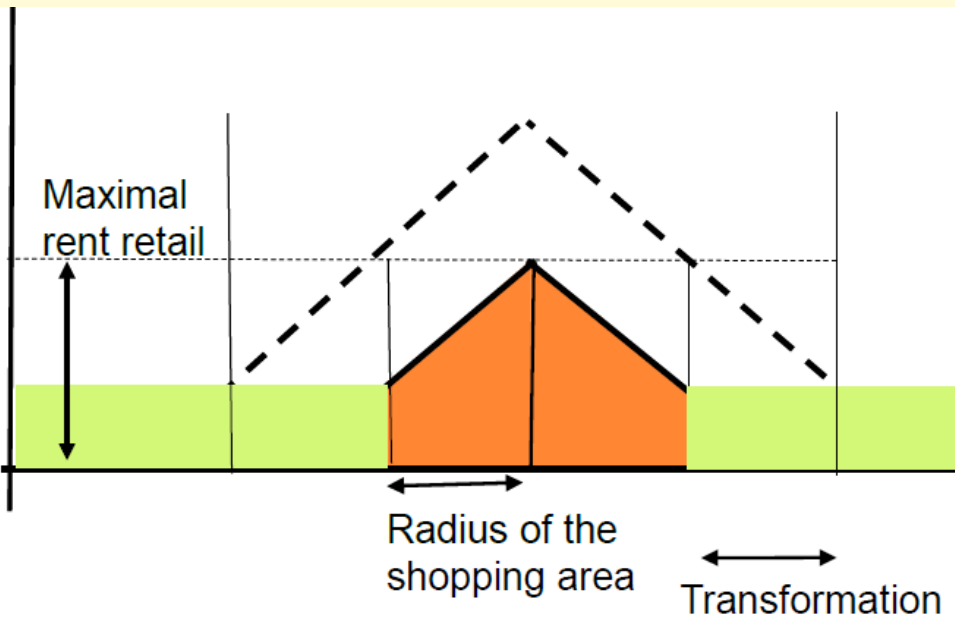 Maximal
rent retail
Radius of the
shopping area
Transformation